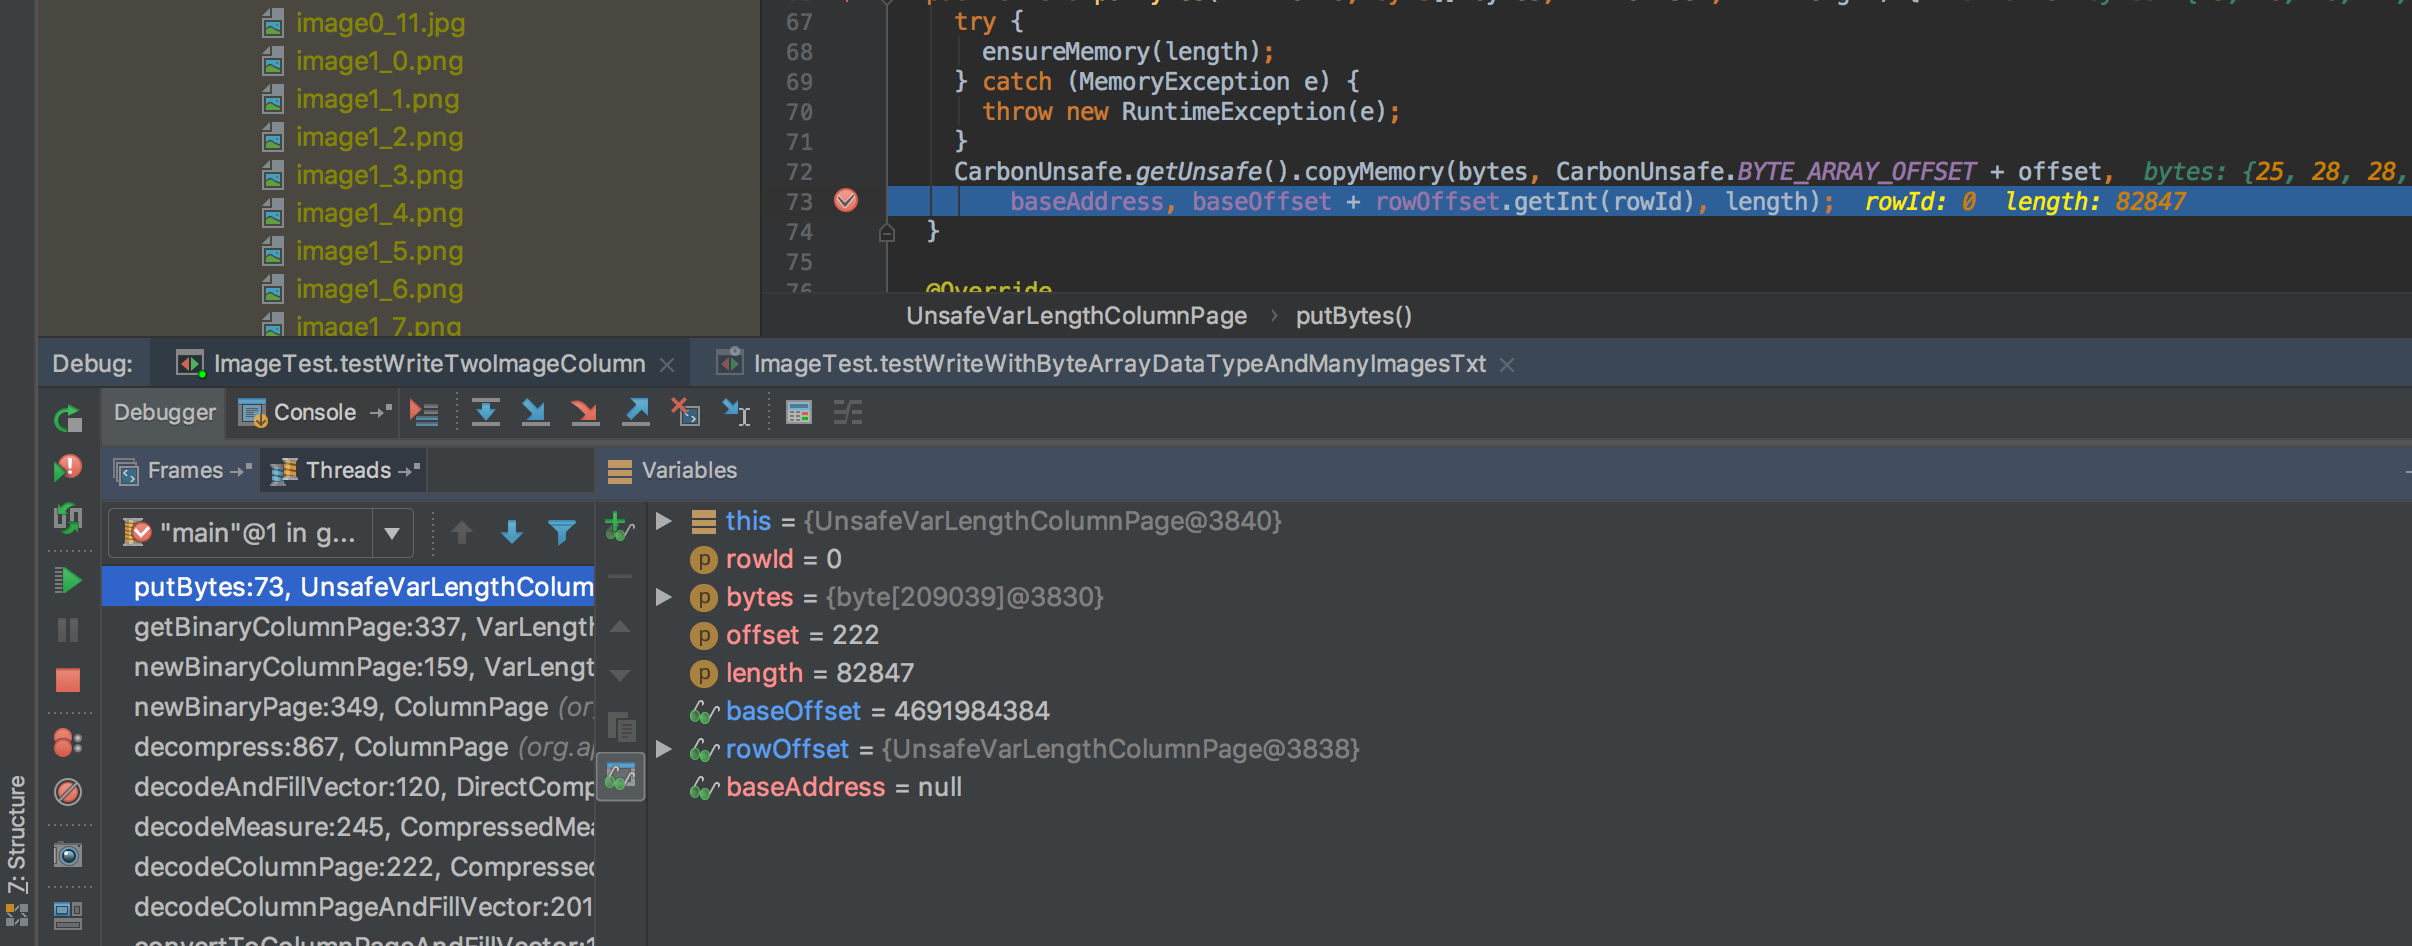 image0_11.jpg
image1_0.png
image1_1.png
image1_2.png
image1_3.png
image1_4.png
image1_5.png
image1_6.png
image1_7.png
67 try {
68 ensureMemory(length);
69 } catch (MemoryException e) {
70 throw new RuntimeException(e);
71 }
72 CarbonUnsafe.getUnsafe().copyMemory(bytes, CarbonUnsafe.BYTE_ARRAY_OFFSET + offset, bytes: {25, 28, 28,
73 baseAddress, baseOffset + rowOffset.getInt(rowId), length); rowId: 0 length: 82847
74 }
75
76 @Override
UnsafeVarLengthColumnPage › putBytes()
Debug: ImageTest.testWriteTwoImageColumn × ImageTest.testWriteWithByteArrayDataTypeAndManyImagesTxt ×
Debugger Console
Frames Threads Variables
"main"@1 in g...
putBytes:73, UnsafeVarLengthColum
getBinaryColumnPage:337, VarLength
newBinaryColumnPage:159, VarLengt
newBinaryPage:349, ColumnPage (or
decompress:867, ColumnPage (org.ap
decodeAndFillVector:120, DirectComp
decodeMeasure:245, CompressedMea
decodeColumnPage:222, Compressed
decodeColumnPageAndFillVector:201
convertToColumnPageAndFillVector:1
this = {UnsafeVarLengthColumnPage@3840}
rowId = 0
bytes = {byte[209039]@3830}
offset = 222
length = 82847
baseOffset = 4691984384
rowOffset = {UnsafeVarLengthColumnPage@3838}
baseAddress = null
7: Structure